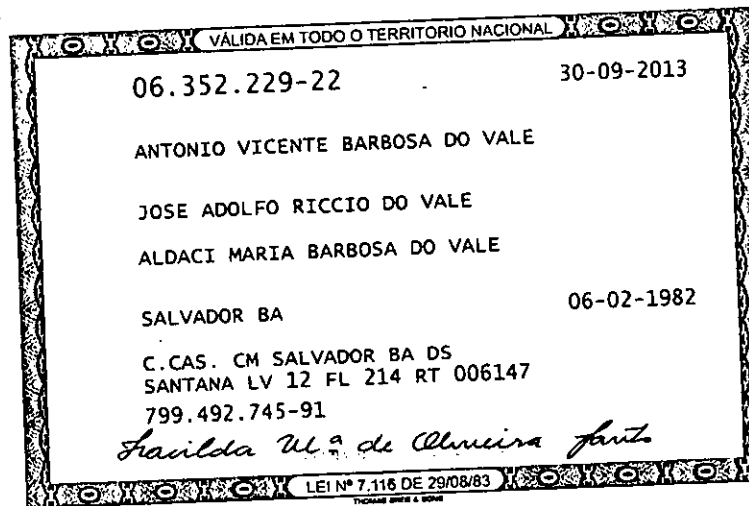 VÁLIDA EM TODO O TERRITORIO NACIONAL
06.352.229-22 30-09-2013
ANTONIO VICENTE BARBOSA DO VALE
JOSE ADOLFO RICCIO DO VALE
ALDACI MARIA BARBOSA DO VALE
SALVADOR BA 06-02-1982
C.CAS. CM SALVADOR BA DS
SANTANA LV 12 FL 214 RT 006147
799.492.745-91
Mª de Oliveira
LEI Nº 7.116 DE 29/08/83